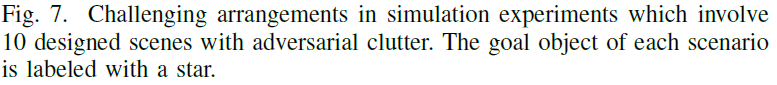 Fig. 7. Challenging arrangements in simulation experiments which involve
10 designed scenes with adversarial clutter. The goal object of each scenario
is labeled with a star.